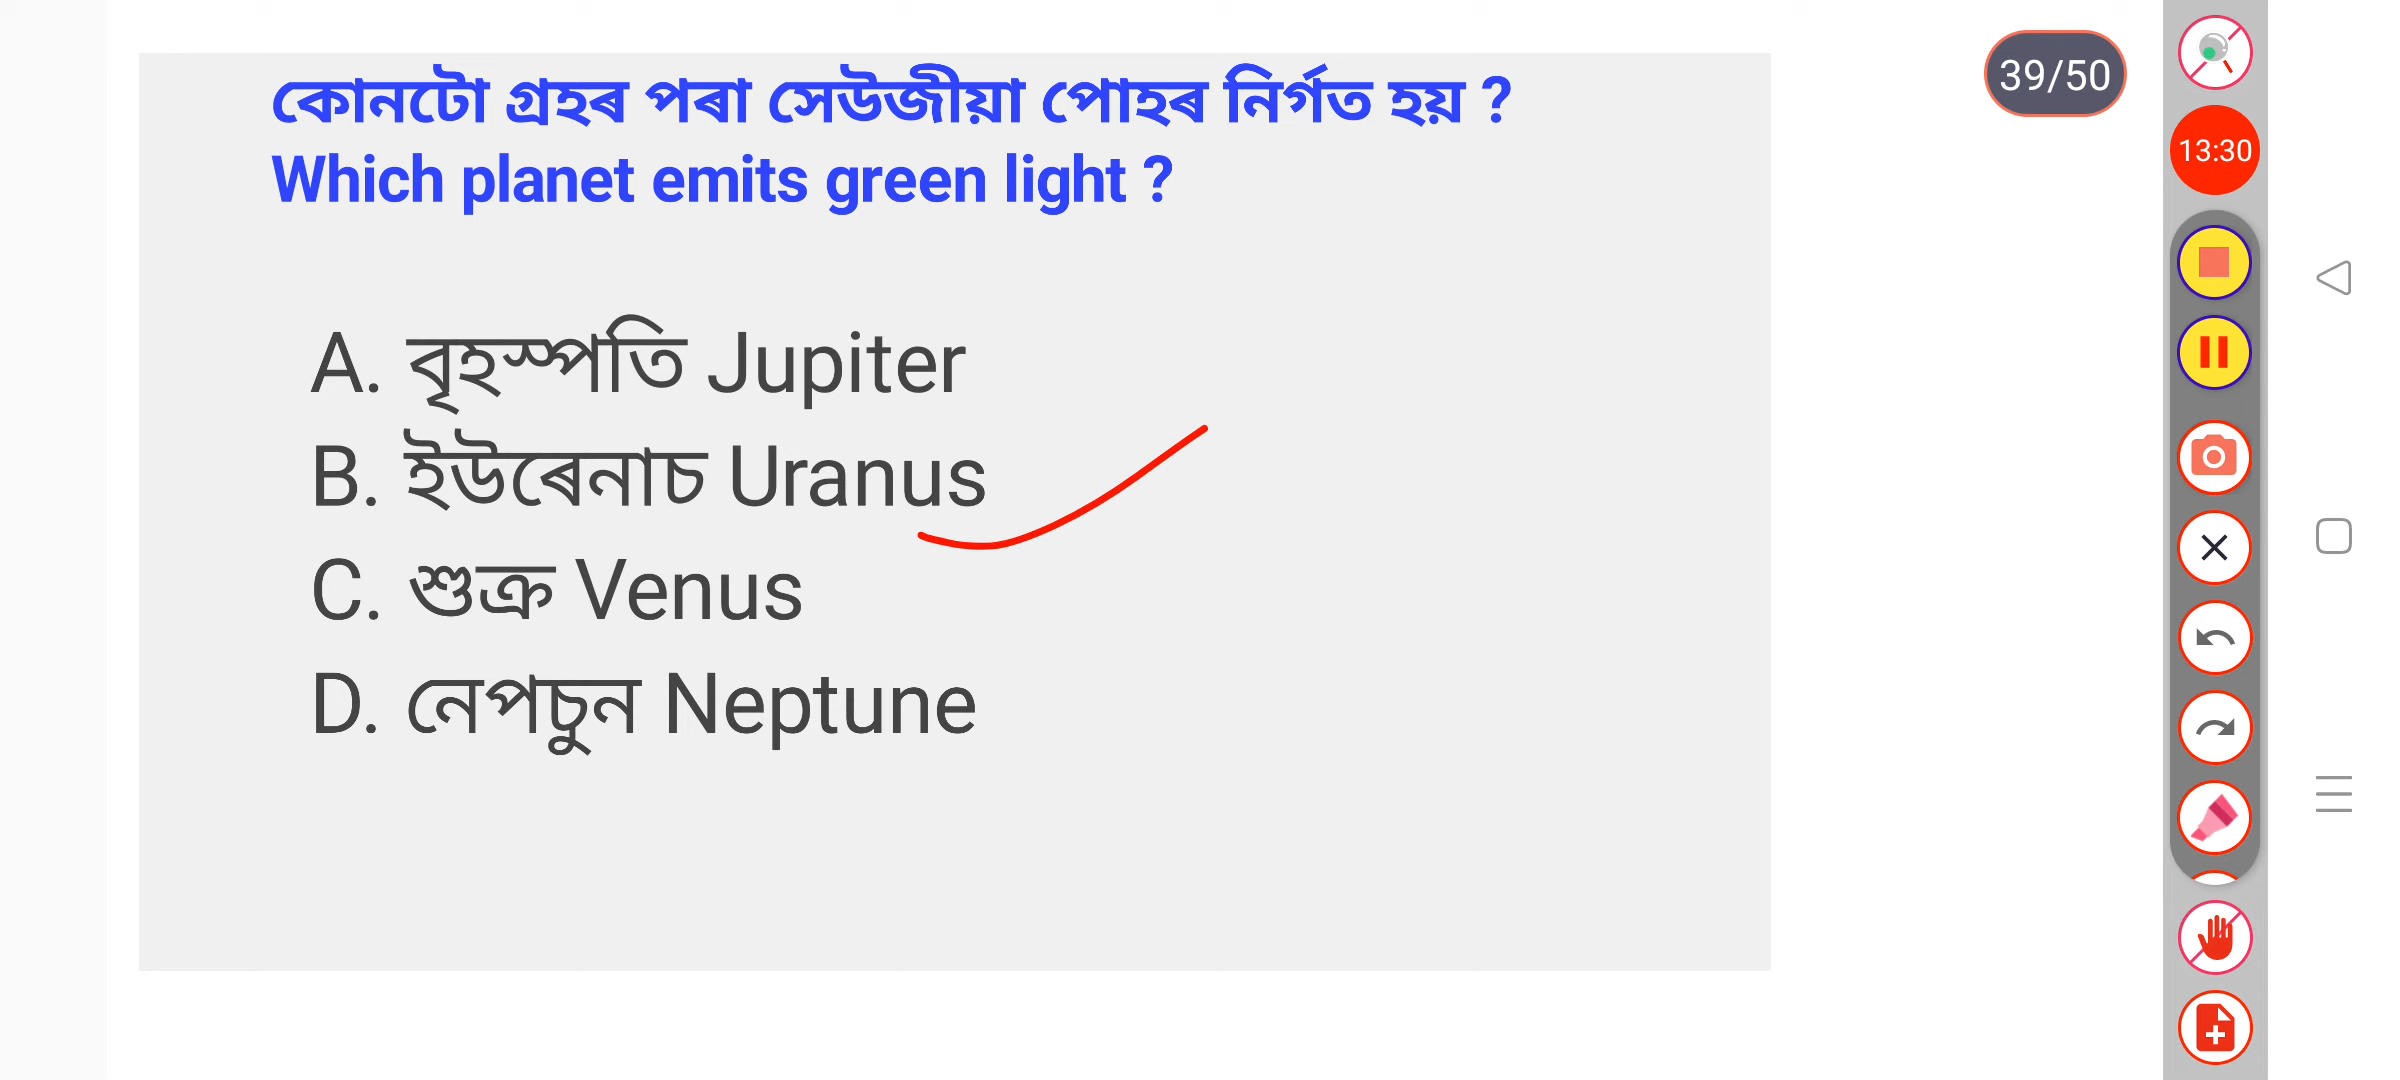 কোনটো গ্ৰহৰ পৰা সেউজীয়া পোহৰ নিৰ্গত হয় ?
Which planet emits green light ?
A. বৃহস্পতি Jupiter
B. ইউৰেনাচ Uranus
C. শুক্ৰ Venus
D. নেপচুন Neptune
39/50
13:30